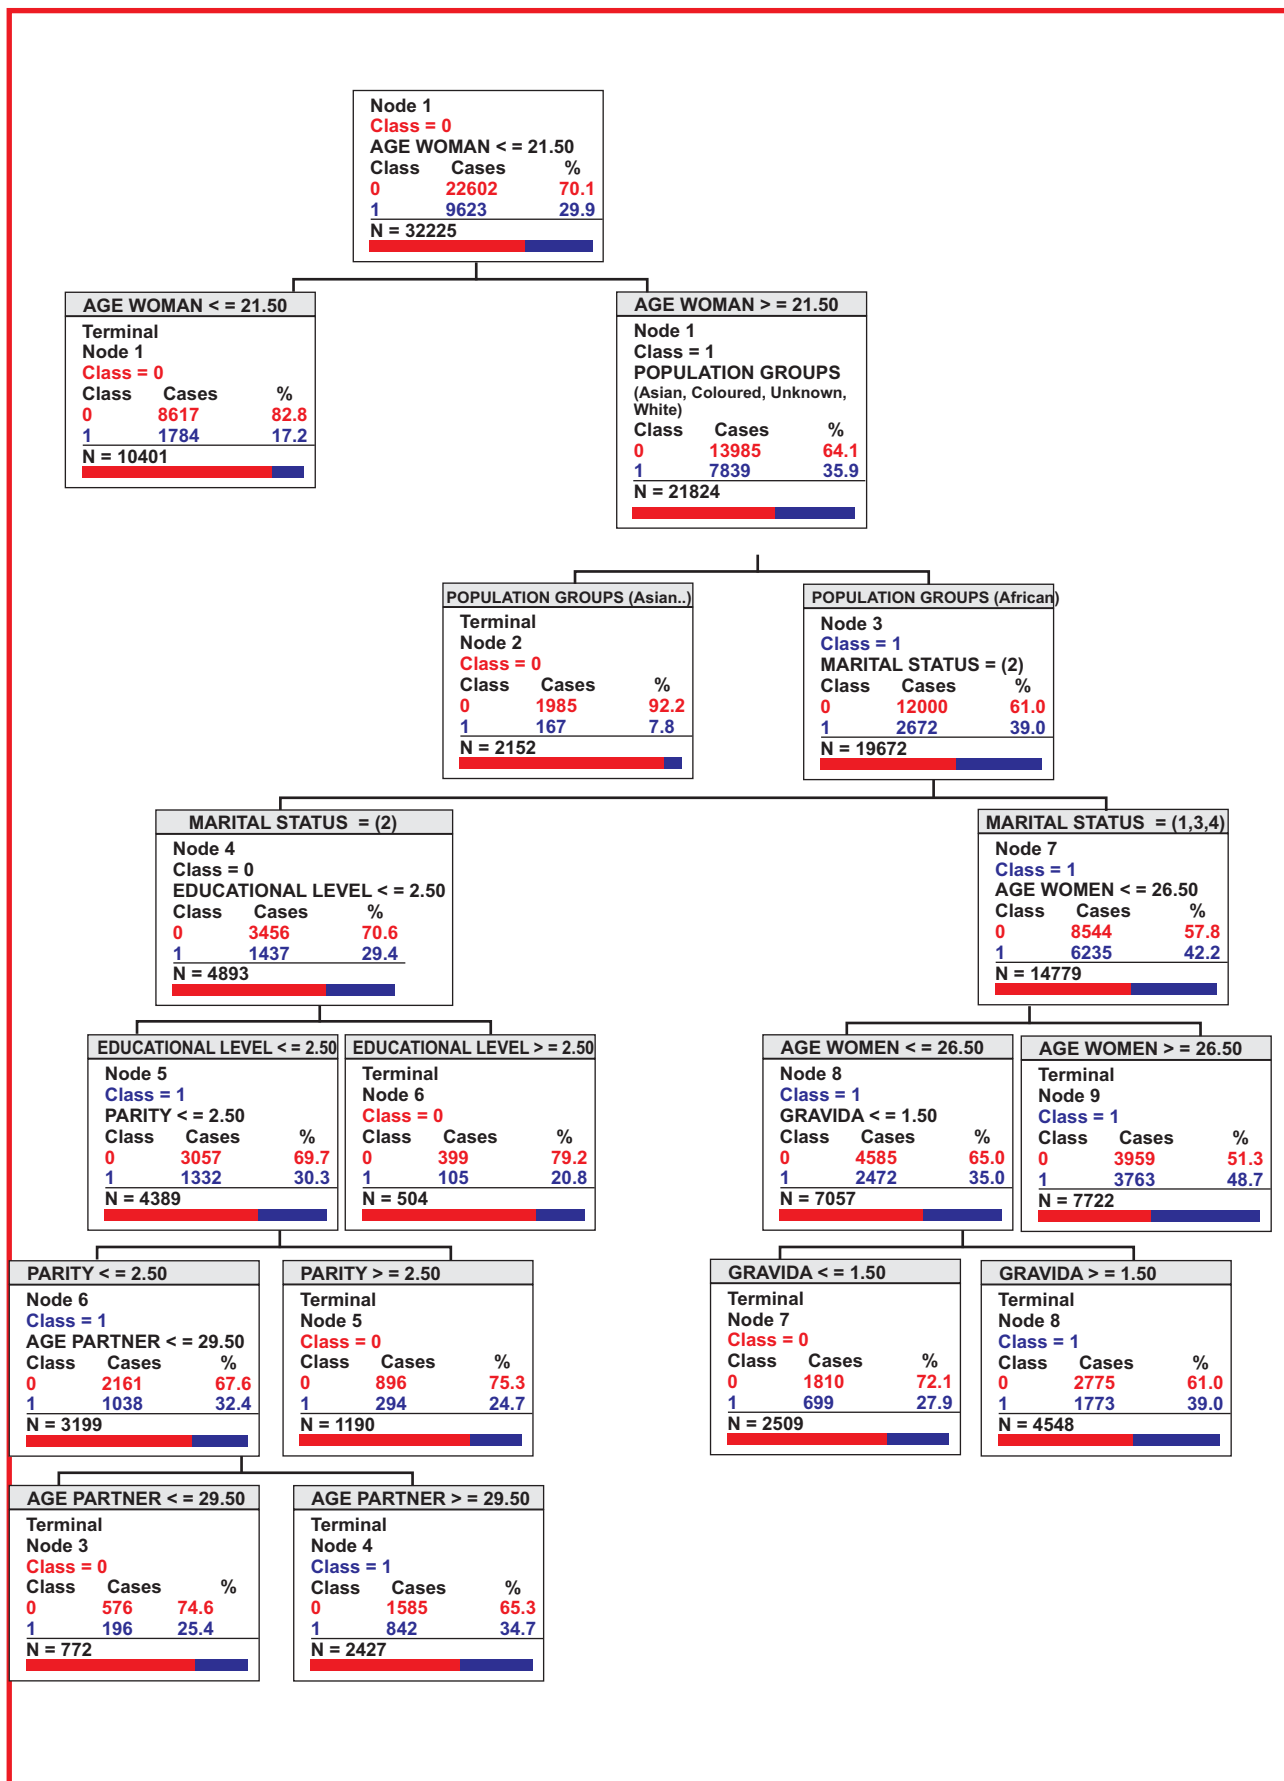 Node 1
Class = 0
AGE WOMAN < = 21.50
Class Cases %
0 22602 70.1
1 9623 29.9
N = 32225
AGE WOMAN < = 21.50
Terminal
Node 1
Class = 0
Class Cases %
0 8617 82.8
1 1784 17.2
N = 10401
AGE WOMAN > = 21.50
Node 1
Class = 1
POPULATION GROUPS
(Asian, Coloured, Unknown,
White)
Class Cases %
0 13985 64.1
1 7839 35.9
N = 21824
POPULATION GROUPS (Asian..)
Terminal
Node 2
Class = 0
Class Cases %
0 1985 92.2
1 167 7.8
N = 2152
POPULATION GROUPS (African)
Node 3
Class = 1
MARITAL STATUS = (2)
Class Cases %
0 12000 61.0
1 2672 39.0
N = 19672
MARITAL STATUS = (2)
Node 4
Class = 0
EDUCATIONAL LEVEL < = 2.50
Class Cases %
0 3456 70.6
1 1437 29.4
N = 4893
MARITAL STATUS = (1,3,4)
Node 7
Class = 1
AGE WOMEN < = 26.50
Class Cases %
0 8544 57.8
1 6235 42.2
N = 14779
EDUCATIONAL LEVEL < = 2.50
Node 5
Class = 1
PARITY < = 2.50
Class Cases %
0 3057 69.7
1 1332 30.3
N = 4389
EDUCATIONAL LEVEL > = 2.50
Terminal
Node 6
Class = 0
Class Cases %
0 399 79.2
1 105 20.8
N = 504
AGE WOMEN < = 26.50
Node 8
Class = 1
GRAVIDA < = 1.50
Class Cases %
0 4585 65.0
1 2472 35.0
N = 7057
AGE WOMEN > = 26.50
Terminal
Node 9
Class = 1
Class Cases %
0 3959 51.3
1 3763 48.7
N = 7722
PARITY < = 2.50
Node 6
Class = 1
AGE PARTNER < = 29.50
Class Cases %
0 2161 67.6
1 1038 32.4
N = 3199
PARITY > = 2.50
Terminal
Node 5
Class = 0
Class Cases %
0 896 75.3
1 294 24.7
N = 1190
GRAVIDA < = 1.50
Terminal
Node 7
Class = 0
Class Cases %
0 1810 72.1
1 699 27.9
N = 2509
GRAVIDA > = 1.50
Terminal
Node 8
Class = 1
Class Cases %
0 2775 61.0
1 1773 39.0
N = 4548
AGE PARTNER < = 29.50
Terminal
Node 3
Class = 0
Class Cases %
0 576 74.6
1 196 25.4
N = 772
AGE PARTNER > = 29.50
Terminal
Node 4
Class = 1
Class Cases %
0 1585 65.3
1 842 34.7
N = 2427